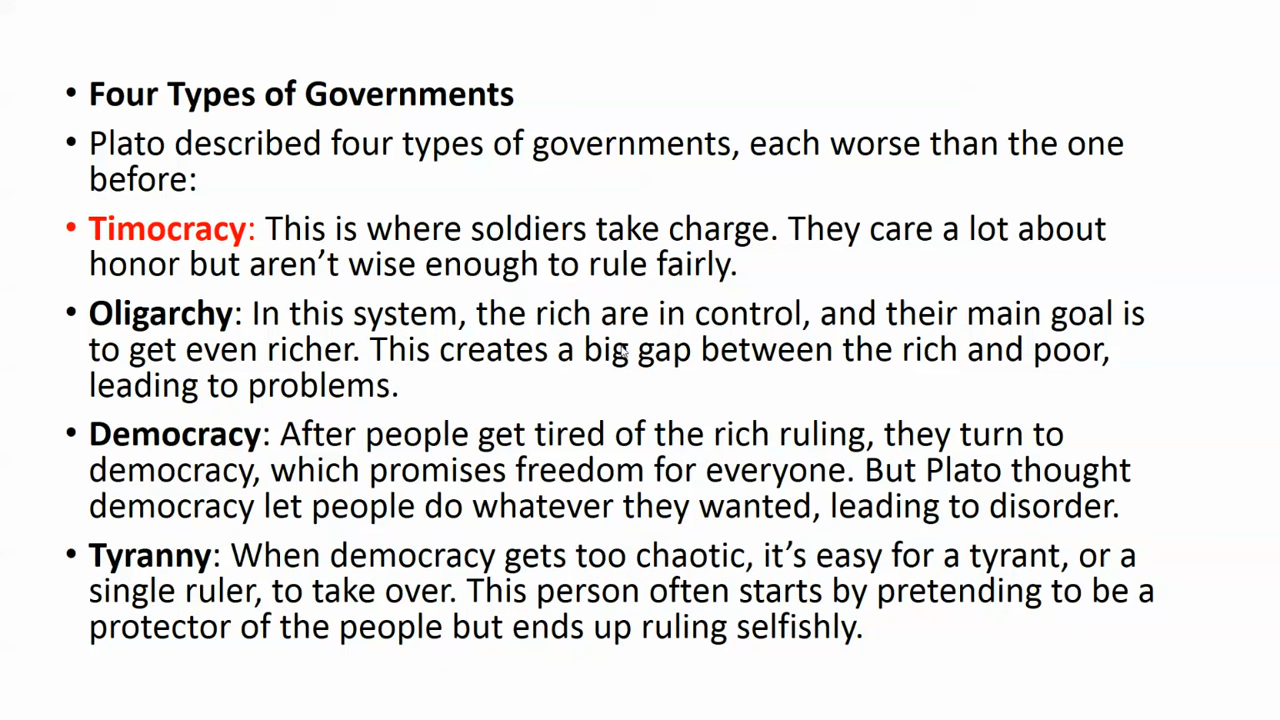 • Four Types of Governments
• Plato described four types of governments, each worse than the one
before:
• Timocracy: This is where soldiers take charge. They care a lot about
honor but aren’t wise enough to rule fairly.
• Oligarchy: In this system, the rich are in control, and their main goal is
to get even richer. This creates a big gap between the rich and poor,
leading to problems.
• Democracy: After people get tired of the rich ruling, they turn to
democracy, which promises freedom for everyone. But Plato thought
democracy let people do whatever they wanted, leading to disorder.
• Tyranny: When democracy gets too chaotic, it’s easy for a tyrant, or a
single ruler, to take over. This person often starts by pretending to be a
protector of the people but ends up ruling selfishly.